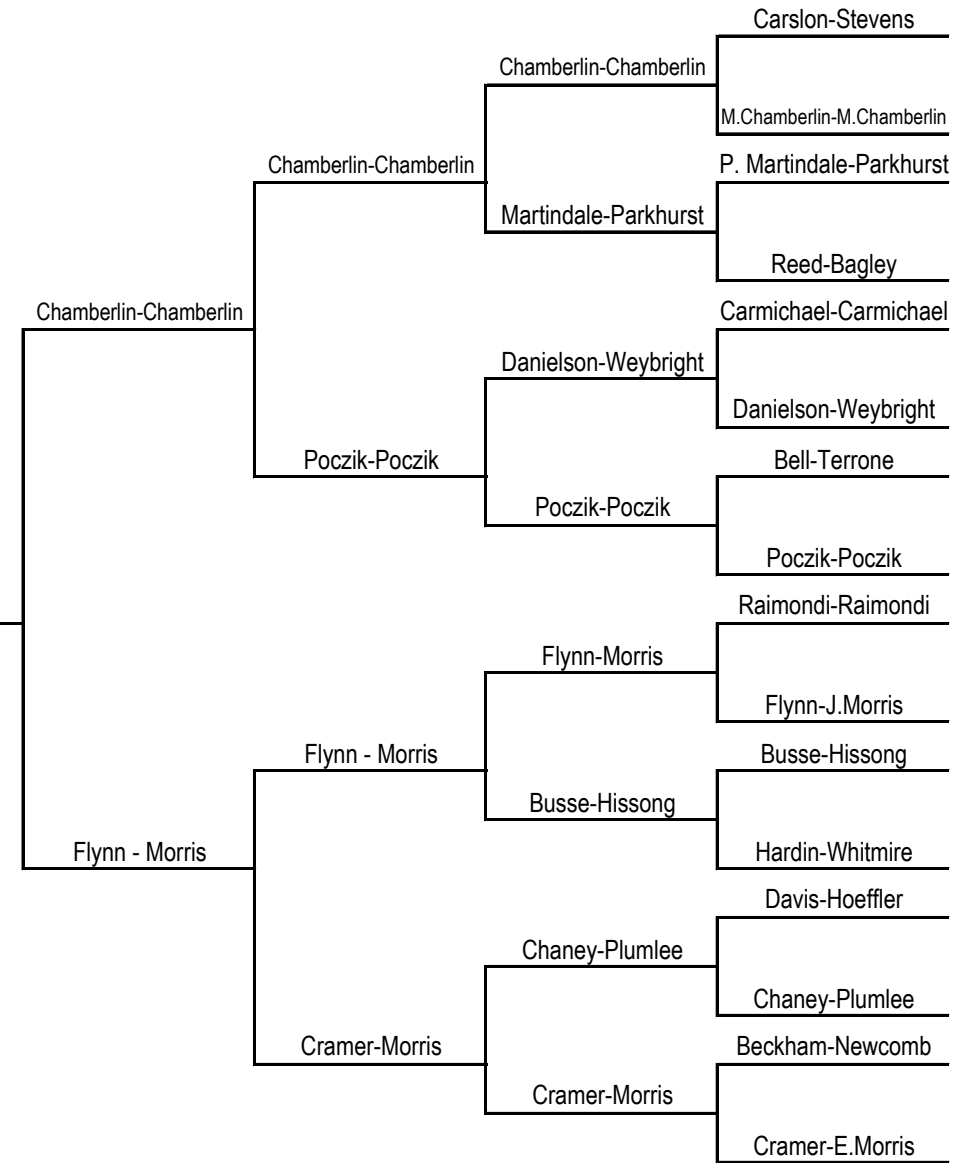 Carslon-Stevens
Chamberlin-Chamberlin
M.Chamberlin-M.Chamberlin
Chamberlin-Chamberlin
P. Martindale-Parkhurst
Martindale-Parkhurst
Reed-Bagley
Chamberlin-Chamberlin
Carmichael-Carmichael
Danielson-Weybright
Danielson-Weybright
Poczik-Poczik
Bell-Terrone
Poczik-Poczik
Poczik-Poczik
Raimondi-Raimondi
Flynn-Morris
Flynn-J.Morris
Flynn - Morris
Busse-Hissong
Busse-Hissong
Flynn - Morris
Hardin-Whitmire
Davis-Hoeffler
Chaney-Plumlee
Chaney-Plumlee
Cramer-Morris
Beckham-Newcomb
Cramer-Morris
Cramer-E.Morris